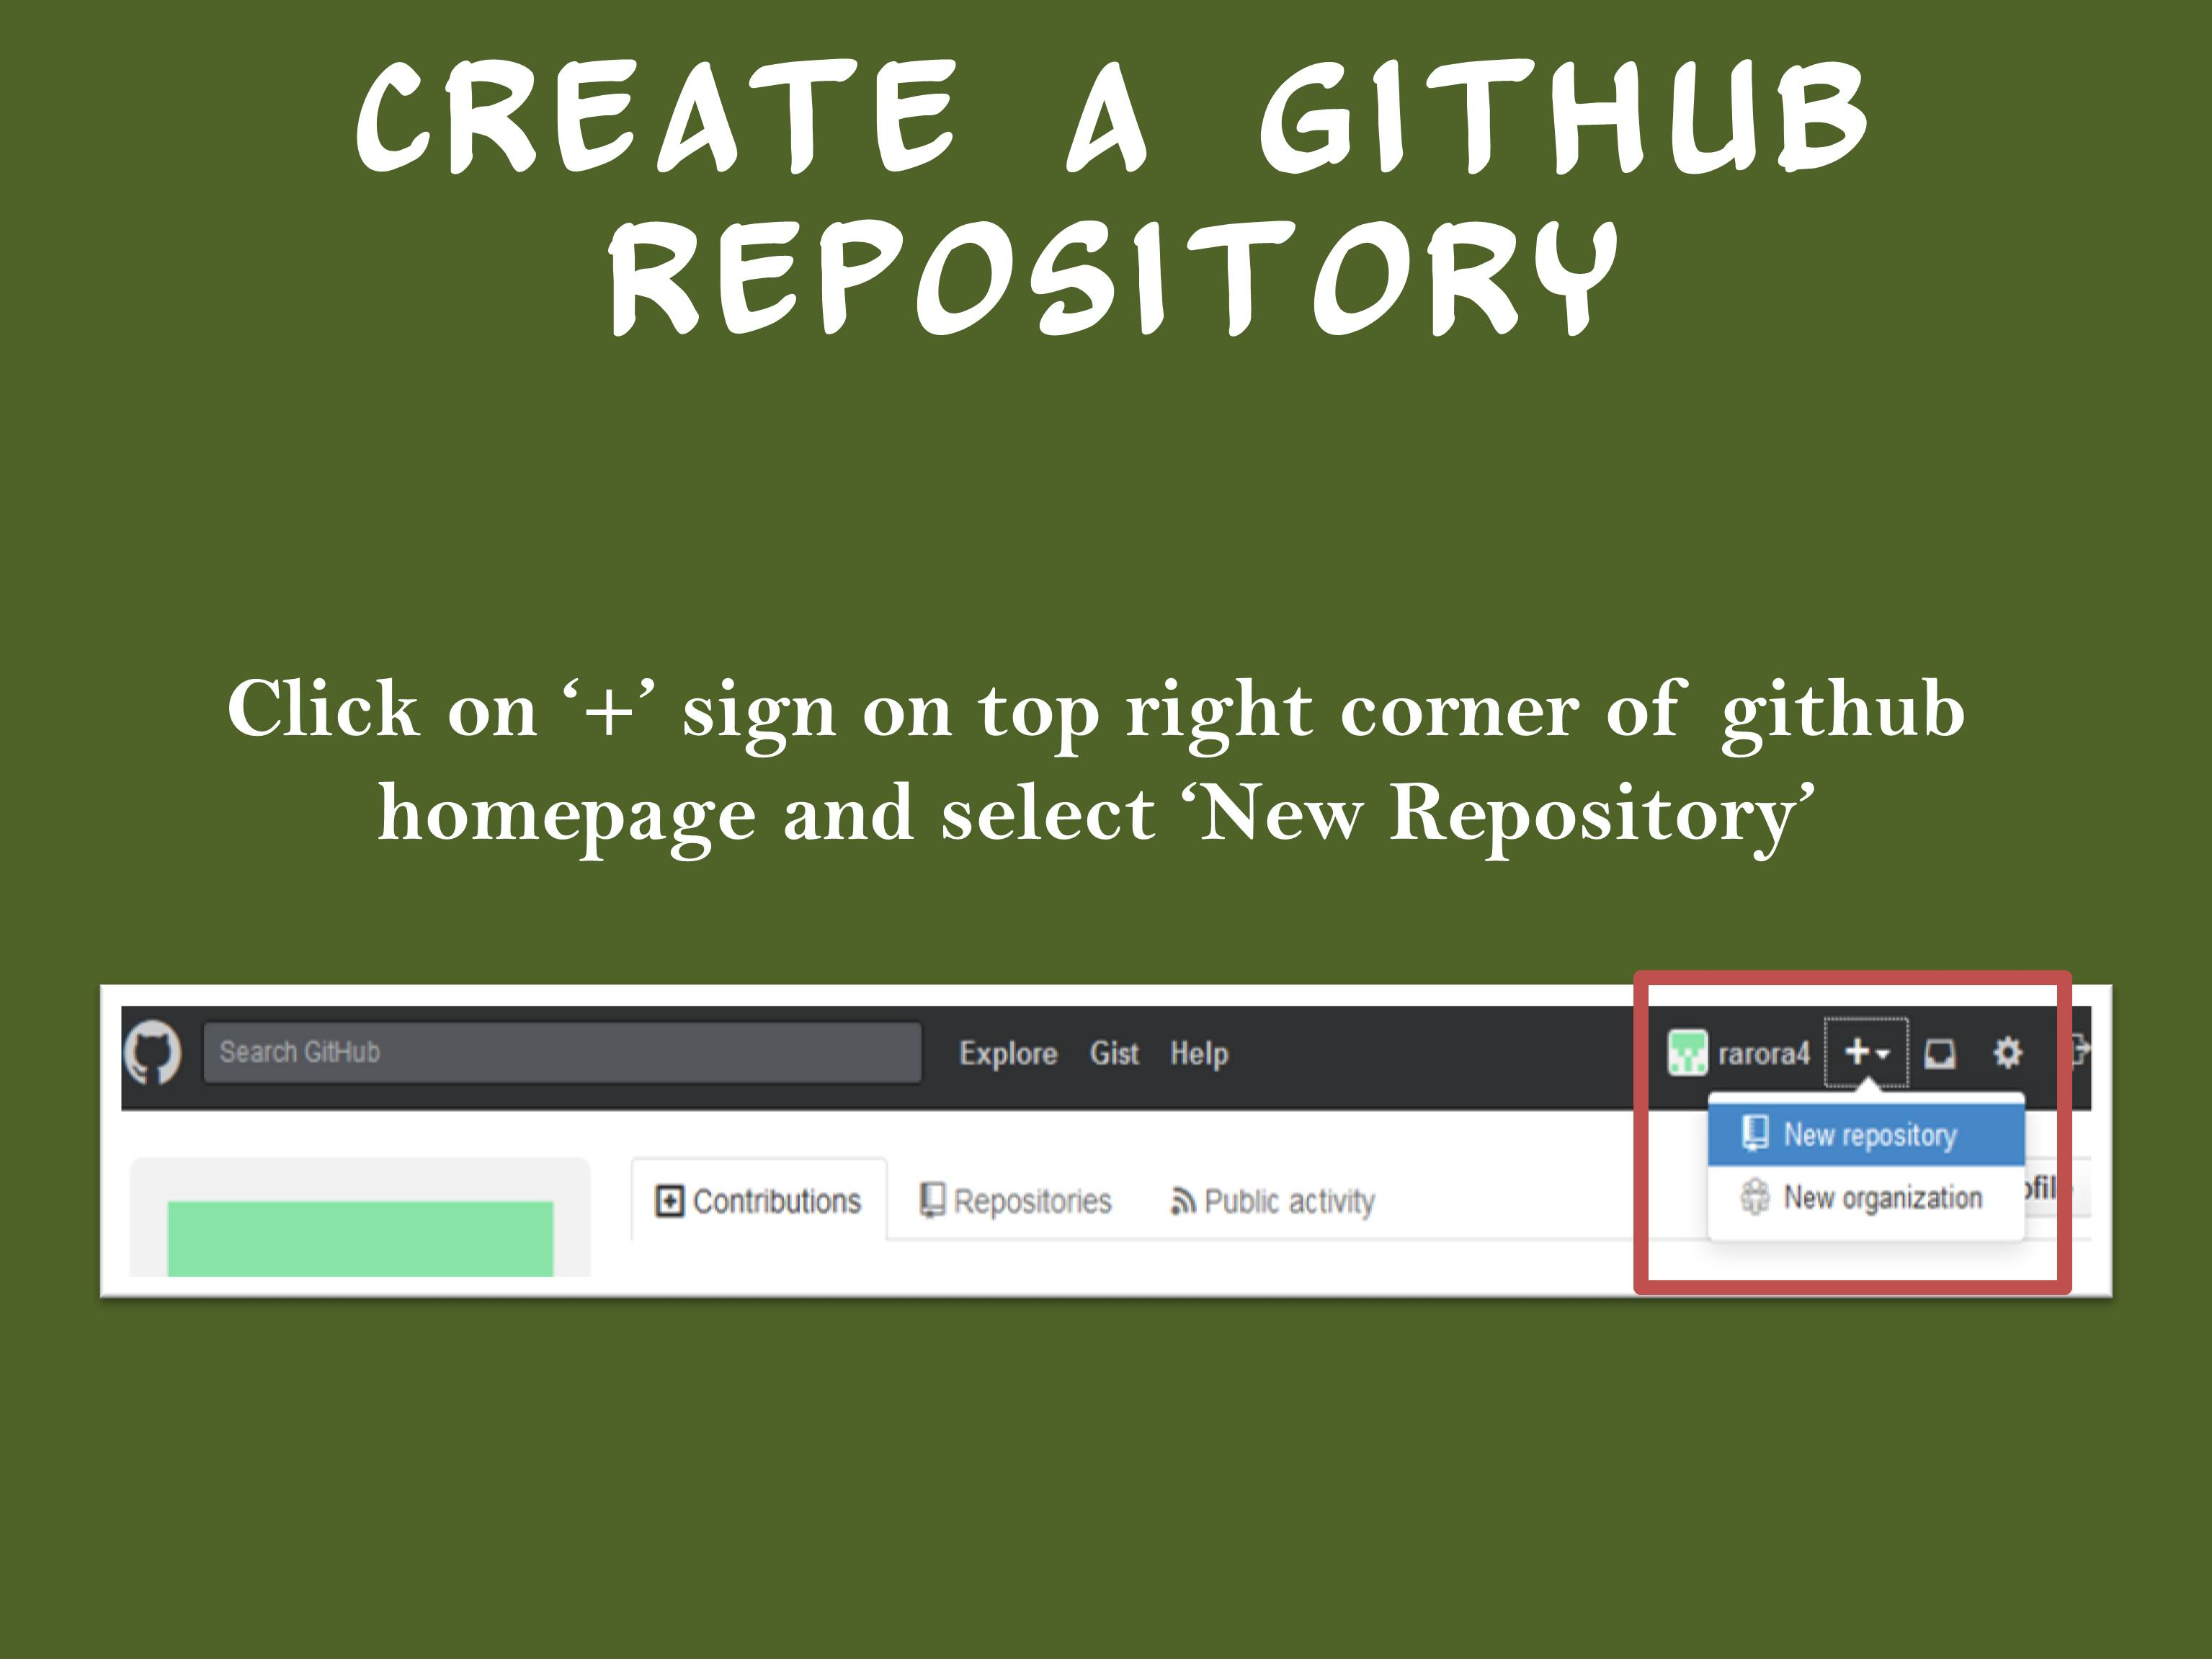 CREATE A GITHUB
REPOSITORY
Click on ‘+’ sign on top right corner of github
homepage and select ‘New Repository’
Search GitHub
Explore Gist Help
rarora4
New repository
New organization
Contributions
Repositories
Public activity